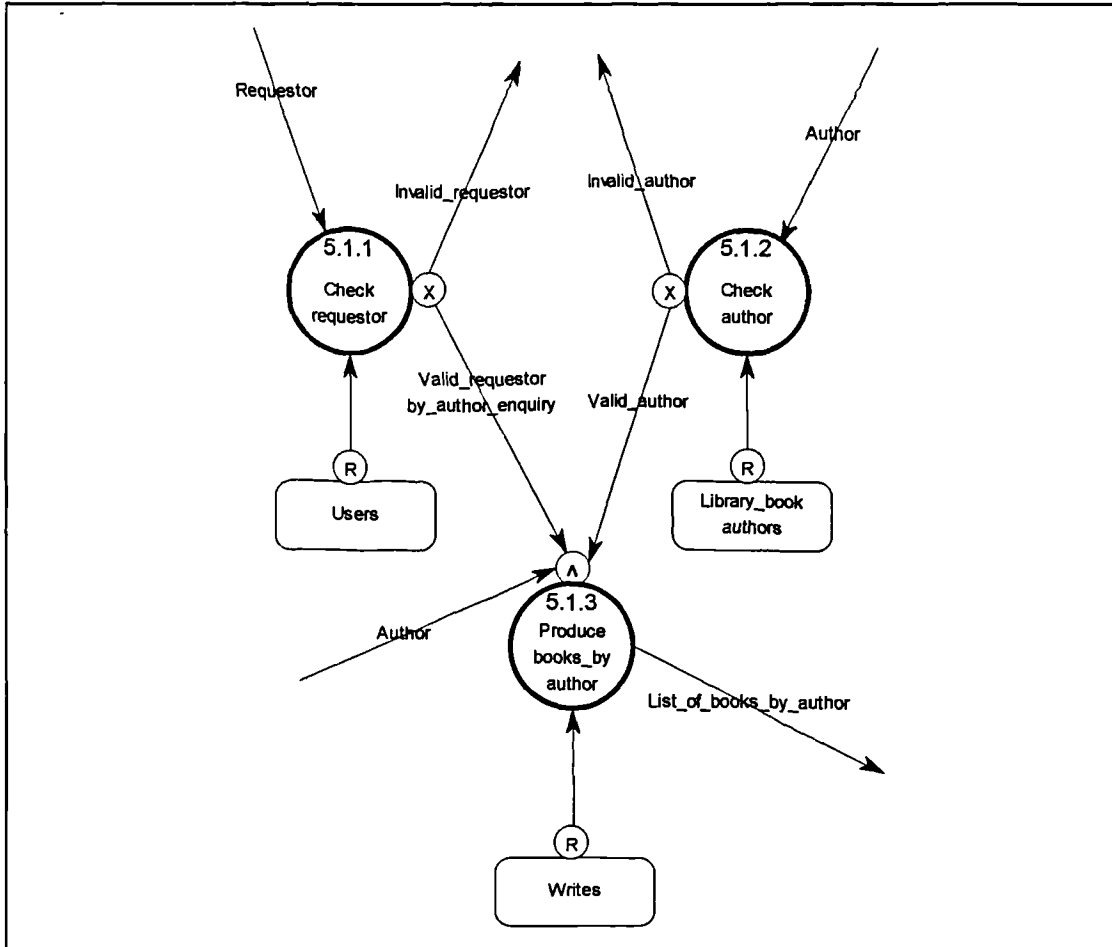 Requestor
Author
Invalid_requestor
Invalid_author
5.1.1
Check
requestor
X
X
5.1.2
Check
author
Valid_requestor
by_author_enquiry
Valid_author
R
Users
R
Library_book
authors
Λ
Author
5.1.3
Produce
books_by
author
List_of_books_by_author
R
Writes